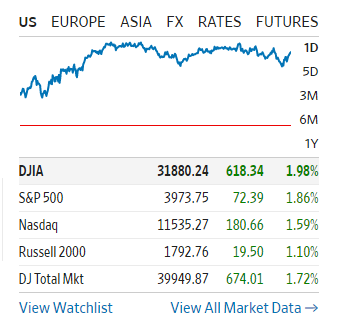 US EUROPE ASIA FX RATES FUTURES
1D
5D
3M
6M
1Y
DJIA 31880.24 618.34 1.98%
S&P 500 3973.75 72.39 1.86%
Nasdaq 11535.27 180.66 1.59%
Russell 2000 1792.76 19.50 1.10%
DJ Total Mkt 39949.87 674.01 1.72%
View Watchlist View All Market Data →